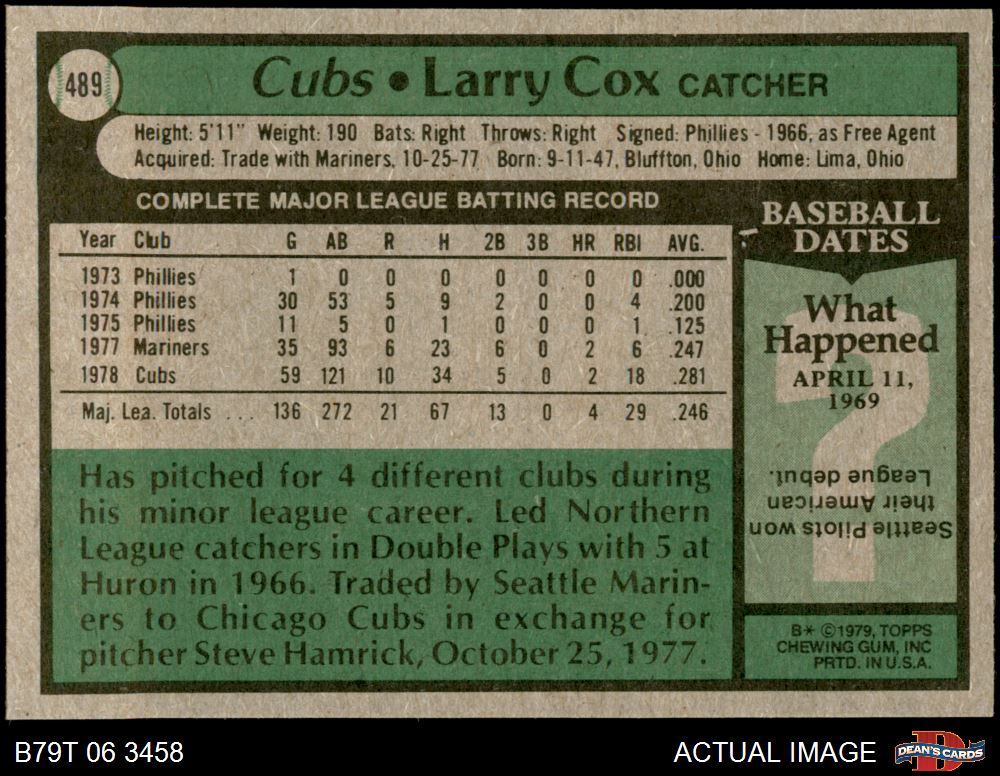 489
Cubs • Larry Cox CATCHER
Height: 5'11" Weight: 190 Bats: Right Throws: Right Signed: Phillies - 1966, as Free Agent
Acquired: Trade with Mariners, 10-25-77 Born: 9-11-47, Bluffton, Ohio Home: Lima, Ohio
COMPLETE MAJOR LEAGUE BATTING RECORD
Year Club G AB R H 2B 3B HR RBI AVG.
1973 Phillies 1 0 0 0 0 0 0 0 .000
1974 Phillies 30 53 5 9 2 0 0 4 .200
1975 Phillies 11 5 0 1 0 0 0 1 .125
1977 Mariners 35 93 6 23 6 0 2 6 .247
1978 Cubs 59 121 10 34 5 0 2 18 .281
Maj. Lea. Totals ... 136 272 21 67 13 0 4 29 .246
Has pitched for 4 different clubs during
his minor league career. Led Northern
League catchers in Double Plays with 5 at
Huron in 1966. Traded by Seattle Marin-
ers to Chicago Cubs in exchange for
pitcher Steve Hamrick, October 25, 1977.
BASEBALL
DATES
What
Happened
APRIL 11,
1969
?
Seattle Pilots won
their American
League debut.
B* ©1979, TOPPS
CHEWING GUM, INC
PRTD. IN U.S.A.
B79T 06 3458
ACTUAL IMAGE
DEAN'S CARDS